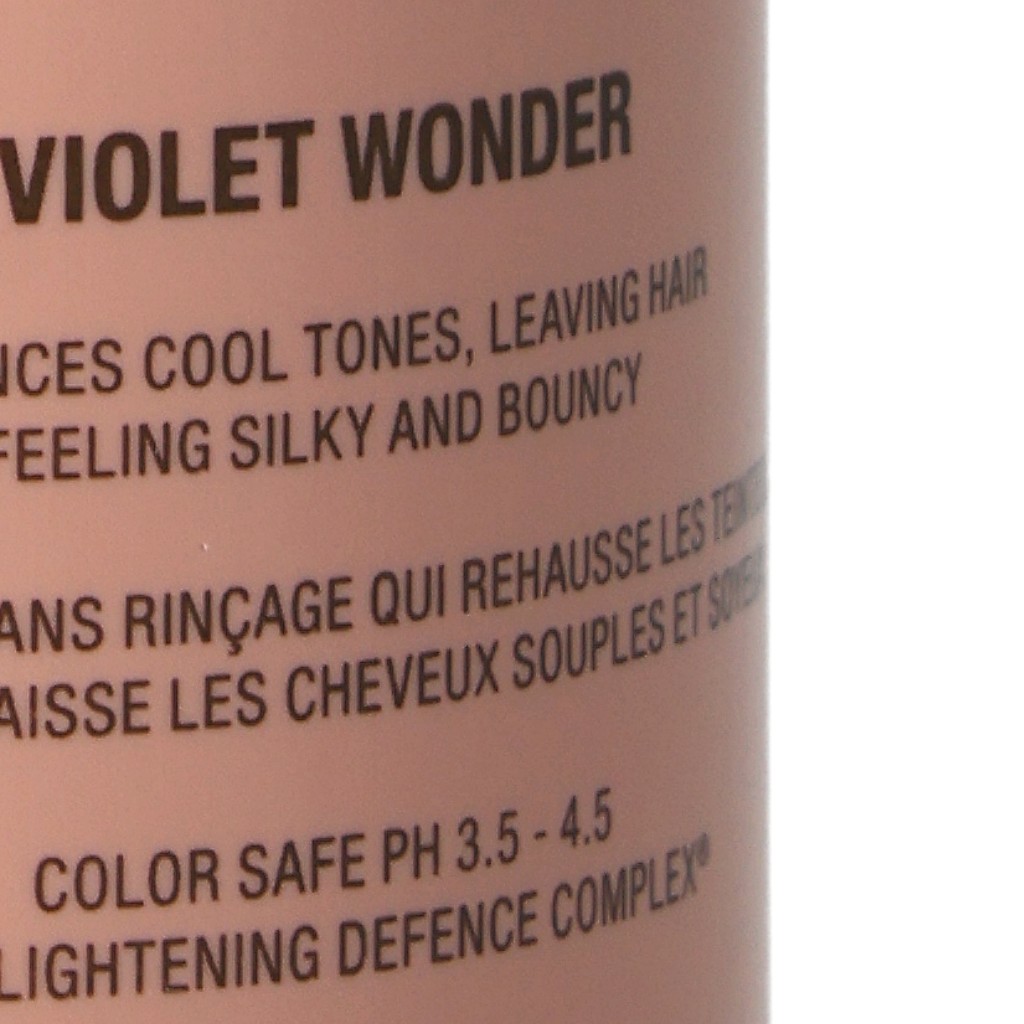 VIOLET WONDER
NCES COOL TONES, LEAVING HAIR
FEELING SILKY AND BOUNCY
ANS RINÇAGE QUI REHAUSSE LES
AISSE LES CHEVEUX SOUPLES ET
COLOR SAFE PH 3.5 - 4.5
LIGHTENING DEFENCE COMPLEX®